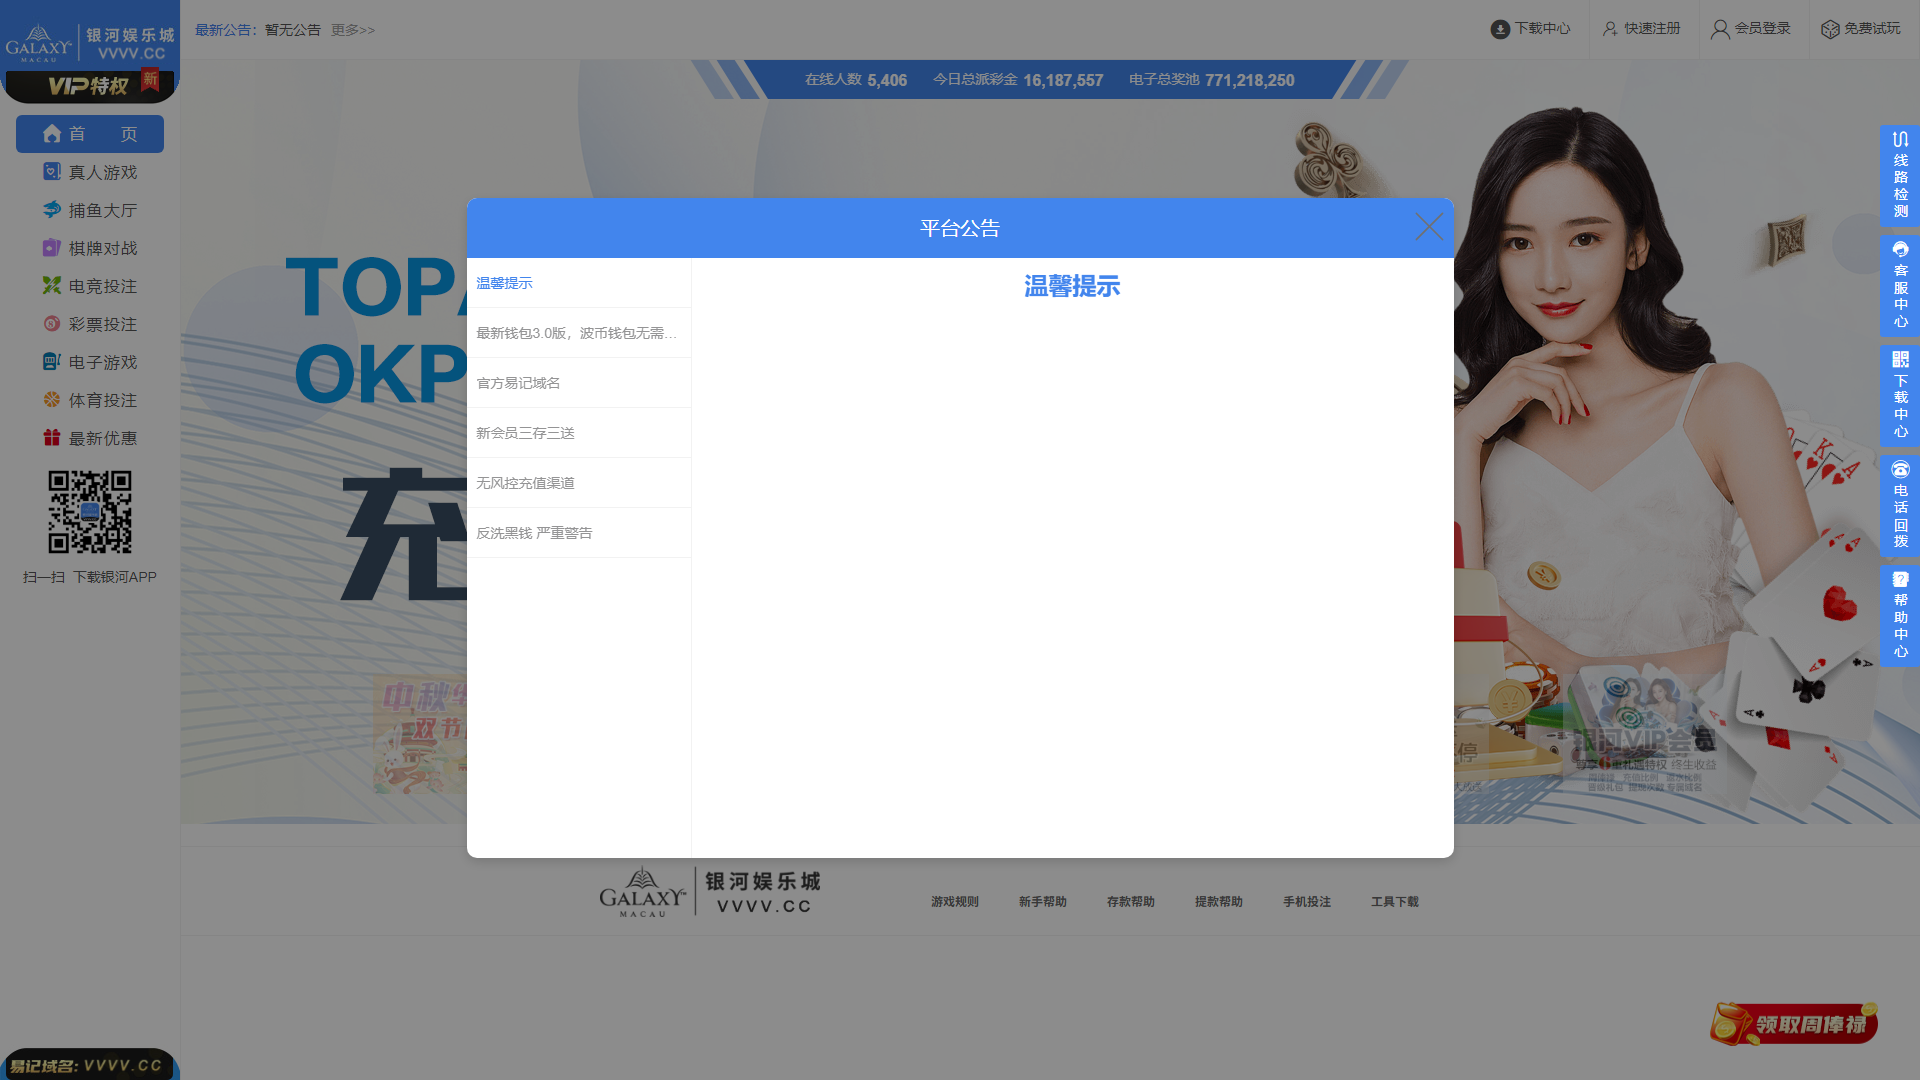 GALAXY
MACAU
银河娱乐城
VVVV.CC
VIP特权
新
首 页
真人游戏
捕鱼大厅
棋牌对战
电竞投注
彩票投注
电子游戏
体育投注
最新优惠
扫一扫 下载银河APP
易记域名: VVVV.CC
最新公告: 暂无公告 更多>>
下载中心
快速注册
会员登录
免费试玩
在线人数 5,406 今日总派彩金 16,187,557 电子总奖池 771,218,250
TOPA
OKP
充
双节
平台公告
温馨提示
最新钱包3.0版，波币钱包无需...
官方易记域名
新会员三存三送
无风控充值渠道
反洗黑钱 严重警告
温馨提示
线路检测
客服中心
下载中心
电话回拨
帮助中心
K
A
A
A
停
银河VIP会员
终生收益
GALAXY™
MACAU
银河娱乐城
VVVV.CC
游戏规则
新手帮助
存款帮助
提款帮助
手机投注
工具下载
领取周俸禄